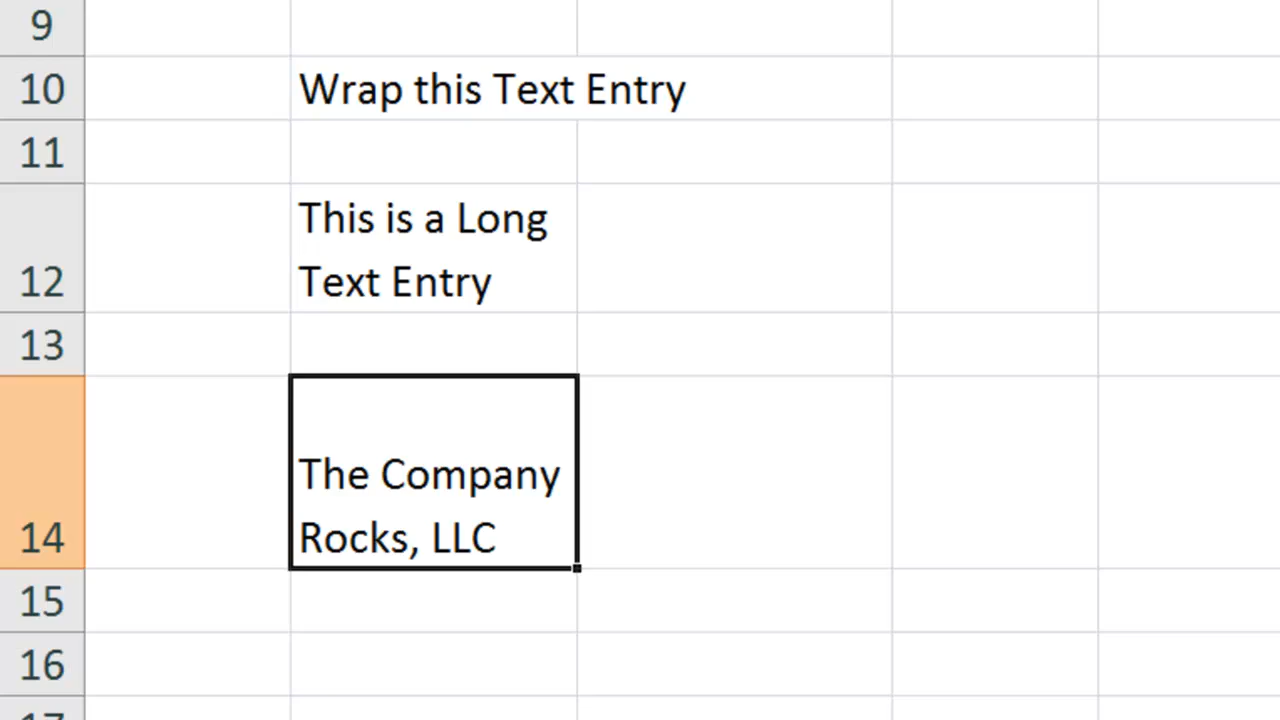 9
10 Wrap this Text Entry
11
This is a Long
12 Text Entry
13
The Company
14 Rocks, LLC
15
16
17